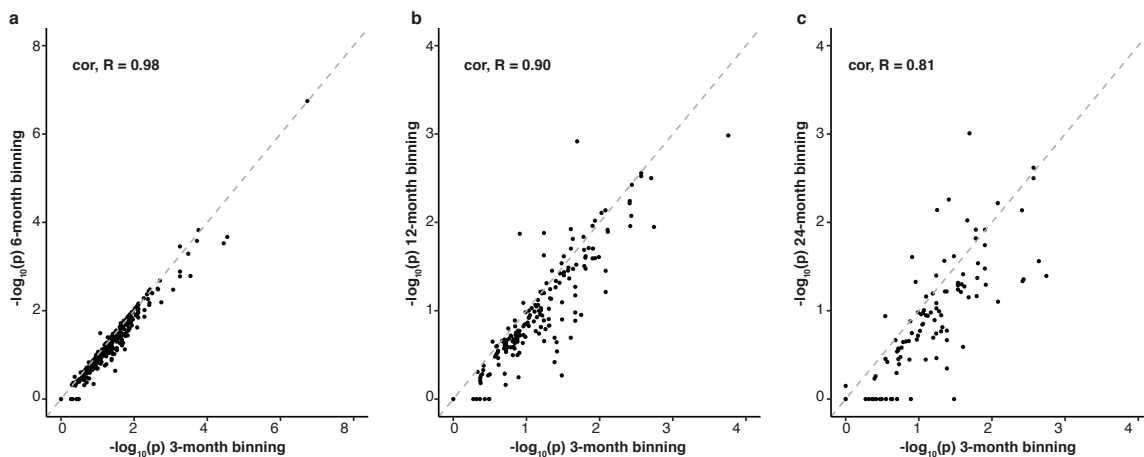 a
8
6
4
2
0
-log10(p) 6-month binning
cor, R = 0.98
0
2
4
6
8
-log10(p) 3-month binning
b
4
3
2
1
0
-log10(p) 12-month binning
cor, R = 0.90
0
1
2
3
4
-log10(p) 3-month binning
c
4
3
2
1
0
-log10(p) 24-month binning
cor, R = 0.81
0
1
2
3
4
-log10(p) 3-month binning